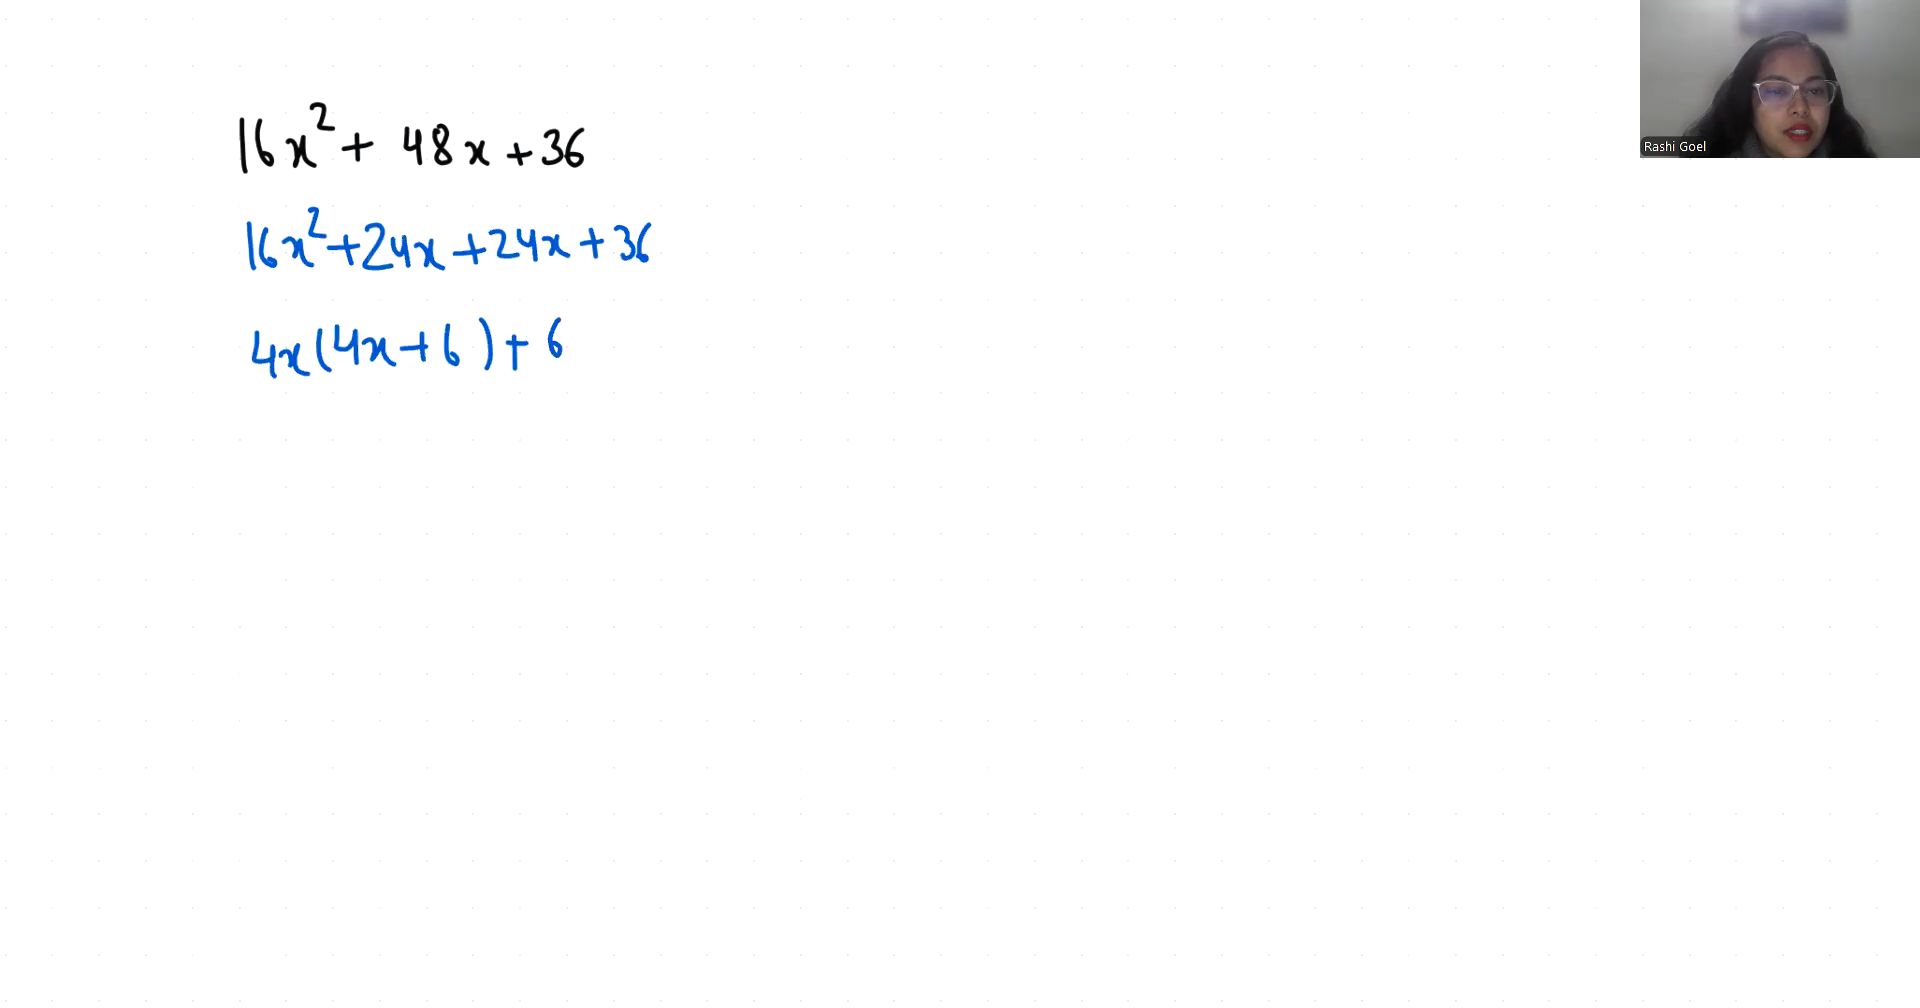 16x² + 48x + 36
16x² + 24x + 24x + 36
4x(4x + 6) + 6
Rashi Goel